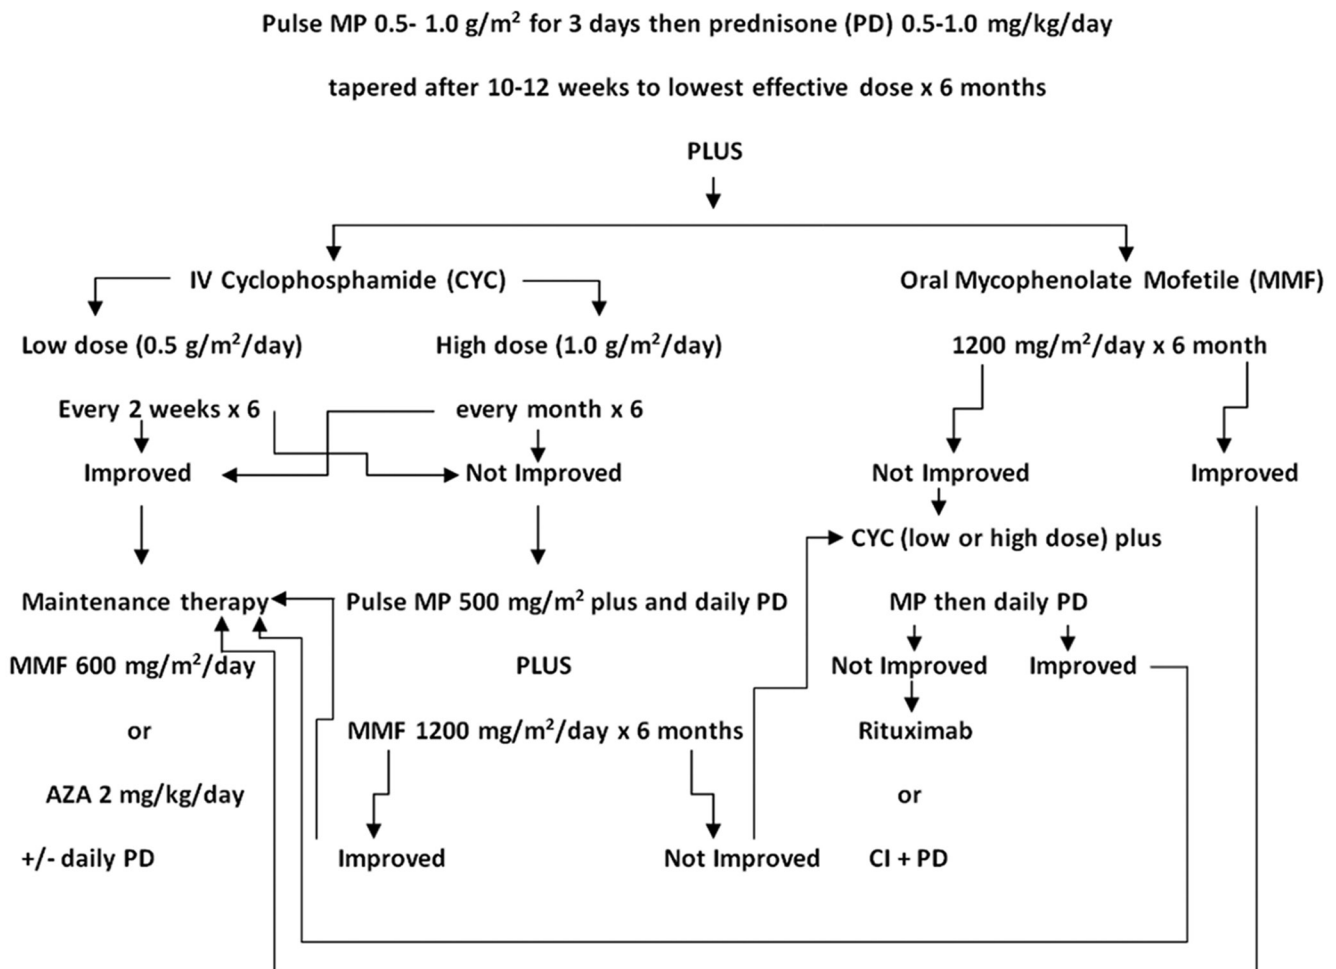 Pulse MP 0.5- 1.0 g/m² for 3 days then prednisone (PD) 0.5-1.0 mg/kg/day
tapered after 10-12 weeks to lowest effective dose x 6 months
PLUS
IV Cyclophosphamide (CYC)
Oral Mycophenolate Mofetile (MMF)
Low dose (0.5 g/m²/day)
High dose (1.0 g/m²/day)
1200 mg/m²/day x 6 month
Every 2 weeks x 6
every month x 6
Improved
Not Improved
Not Improved
Improved
CYC (low or high dose) plus
Maintenance therapy
Pulse MP 500 mg/m² plus and daily PD
MP then daily PD
MMF 600 mg/m²/day
PLUS
Not Improved
Improved
or
MMF 1200 mg/m²/day x 6 months
Rituximab
AZA 2 mg/kg/day
or
+/- daily PD
Improved
Not Improved
CI + PD